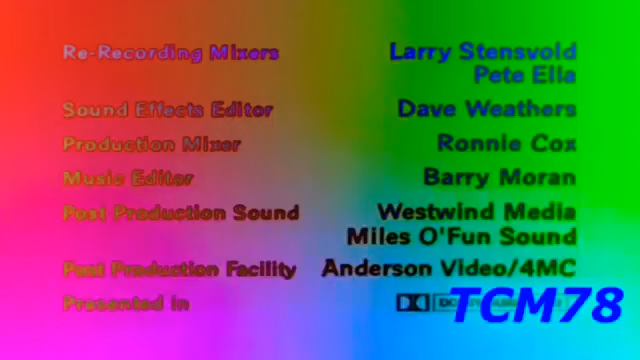 Re-Recording Mixers Larry Stensvold
Pete Elia
Sound Effects Editor Dave Weathers
Production Mixer Ronnie Cox
Music Editor Barry Moran
Post Production Sound Westwind Media
Miles O'Fun Sound
Post Production Facility Anderson Video/4MC
Presented in
TCM78